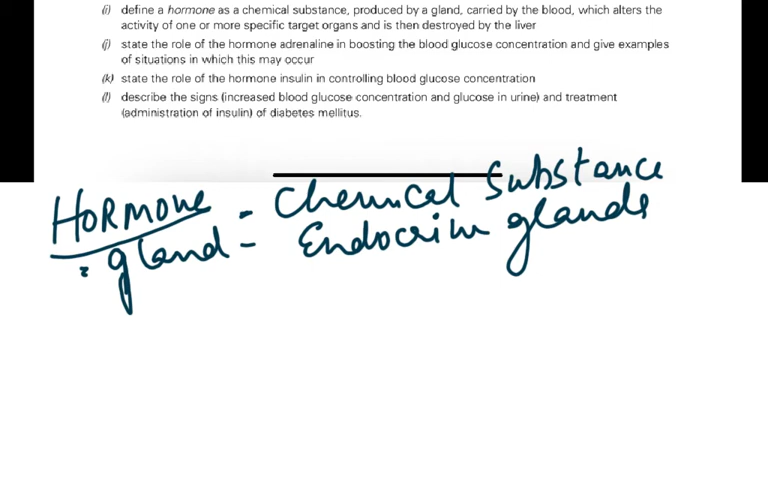 (i) define a hormone as a chemical substance, produced by a gland, carried by the blood, which alters the
activity of one or more specific target organs and is then destroyed by the liver
(j) state the role of the hormone adrenaline in boosting the blood glucose concentration and give examples
of situations in which this may occur
(k) state the role of the hormone insulin in controlling blood glucose concentration
(l) describe the signs (increased blood glucose concentration and glucose in urine) and treatment
(administration of insulin) of diabetes mellitus.
HORMONE = Chemical Substance
gland = Endocrine glands